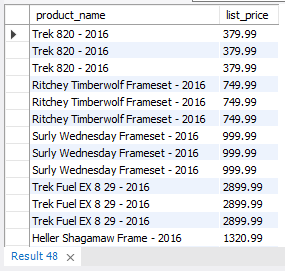 product_name list_price
Trek 820 - 2016 379.99
Trek 820 - 2016 379.99
Trek 820 - 2016 379.99
Ritchey Timberwolf Frameset - 2016 749.99
Ritchey Timberwolf Frameset - 2016 749.99
Ritchey Timberwolf Frameset - 2016 749.99
Surly Wednesday Frameset - 2016 999.99
Surly Wednesday Frameset - 2016 999.99
Surly Wednesday Frameset - 2016 999.99
Trek Fuel EX 8 29 - 2016 2899.99
Trek Fuel EX 8 29 - 2016 2899.99
Trek Fuel EX 8 29 - 2016 2899.99
Heller Shagamaw Frame - 2016 1320.99
Result 48